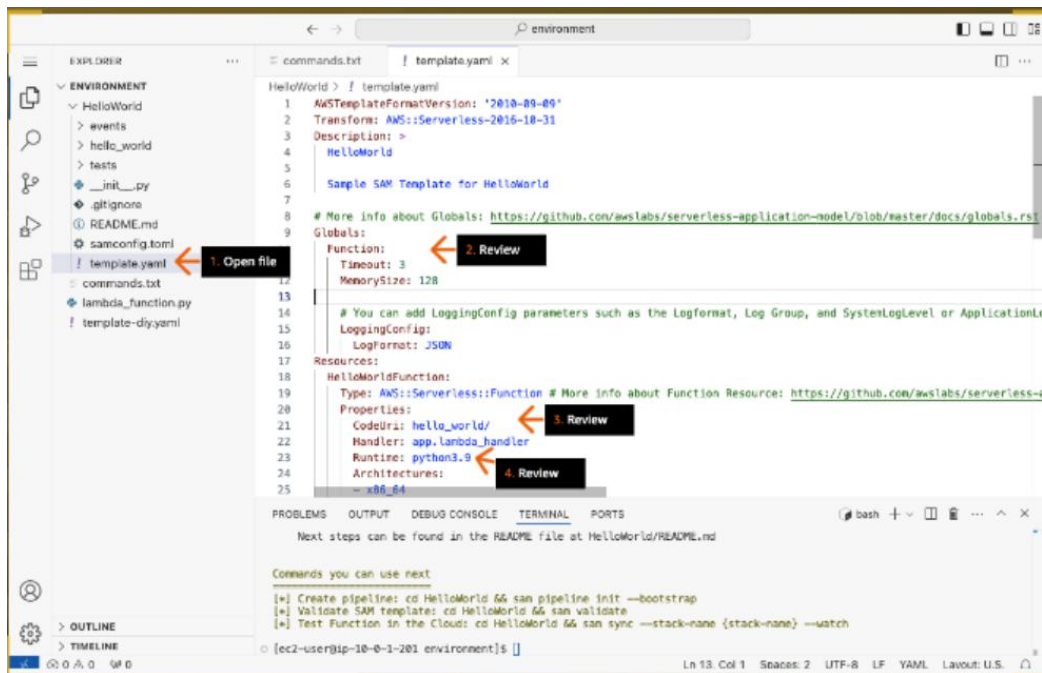 environment
EXPLORER
commands.txt
! template.yaml
ENVIRONMENT
HelloWorld
events
hello_world
tests
__init__.py
.gitignore
README.md
samconfig.toml
! template.yaml
commands.txt
lambda_function.py
! template-diy.yaml
OUTLINE
TIMELINE
HelloWorld > ! template.yaml
1 AWSTemplateFormatVersion: '2010-09-09'
2 Transform: AWS::Serverless-2016-10-31
3 Description: >
4 HelloWorld
5
6 Sample SAM Template for HelloWorld
7
8 # More info about Globals: https://github.com/awslabs/serverless-application-model/blob/master/docs/globals.rst
9 Globals:
Function:
Timeout: 3
12 MemorySize: 128
13
14 # You can add LoggingConfig parameters such as the Logformat, Log Group, and SystemLogLevel or ApplicationLo
15 LoggingConfig:
16 LogFormat: JSON
17 Resources:
18 HelloWorldFunction:
19 Type: AWS::Serverless::Function # More info about Function Resource: https://github.com/awslabs/serverless-a
20 Properties:
21 CodeUri: hello_world/
22 Handler: app.lambda_handler
23 Runtime: python3.9
24 Architectures:
25 - x86_64
1. Open file
2. Review
3. Review
4. Review
PROBLEMS OUTPUT DEBUG CONSOLE TERMINAL PORTS
bash
Next steps can be found in the README file at HelloWorld/README.md
Commands you can use next
=========================
[*] Create pipeline: cd HelloWorld && sam pipeline init --bootstrap
[*] Validate SAM template: cd HelloWorld && sam validate
[*] Test Function in the Cloud: cd HelloWorld && sam sync --stack-name {stack-name} --watch
[ec2-user@ip-10-0-1-201 environment]$
0 0 0 Ln 13, Col 1 Spaces: 2 UTF-8 LF YAML Layout: U.S.